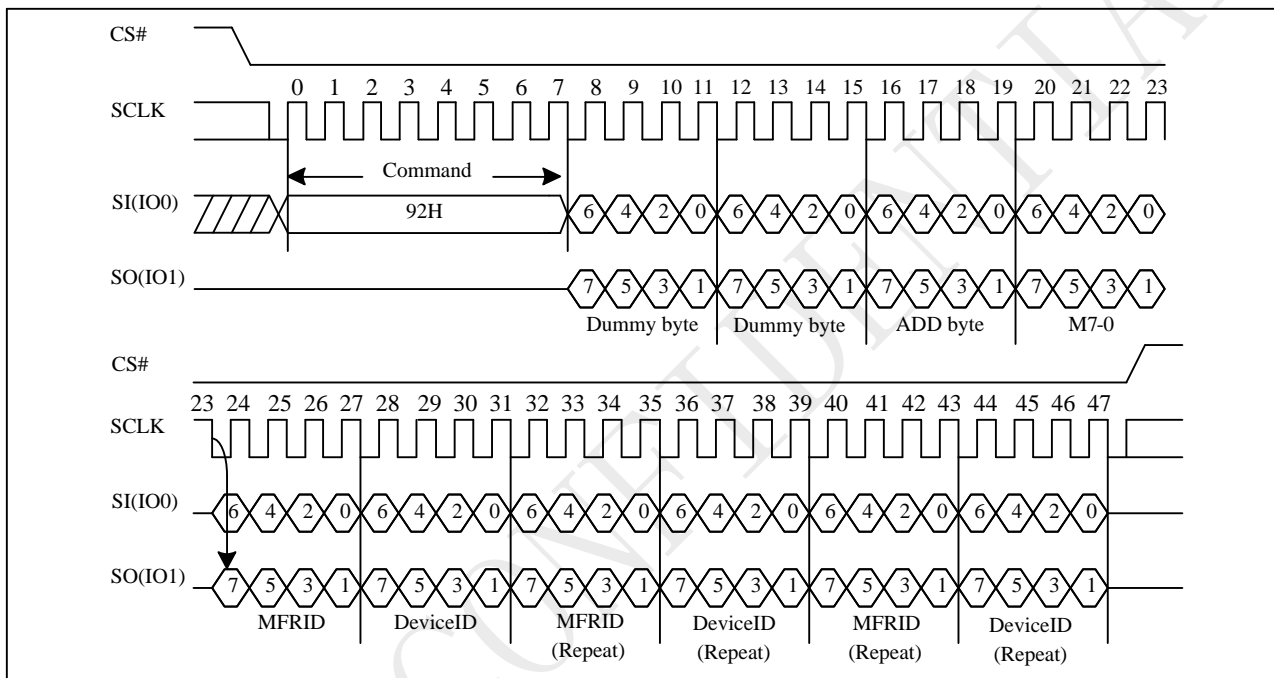 CS#
0 1 2 3 4 5 6 7 8 9 10 11 12 13 14 15 16 17 18 19 20 21 22 23
SCLK
Command
SI(IO0)
92H
6 4 2 0 6 4 2 0 6 4 2 0 6 4 2 0
SO(IO1)
7 5 3 1 7 5 3 1 7 5 3 1 7 5 3 1
Dummy byte Dummy byte ADD byte M7-0
CS#
23 24 25 26 27 28 29 30 31 32 33 34 35 36 37 38 39 40 41 42 43 44 45 46 47
SCLK
SI(IO0)
6 4 2 0 6 4 2 0 6 4 2 0 6 4 2 0 6 4 2 0 6 4 2 0
SO(IO1)
7 5 3 1 7 5 3 1 7 5 3 1 7 5 3 1 7 5 3 1 7 5 3 1
MFRID DeviceID MFRID DeviceID MFRID DeviceID
(Repeat) (Repeat) (Repeat) (Repeat)
CONFIDENTIA